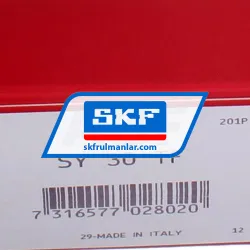 201P
SKF
skfrulmanlar.com
SY 30 TF
7 316577 028020
29-MADE IN ITALY
12